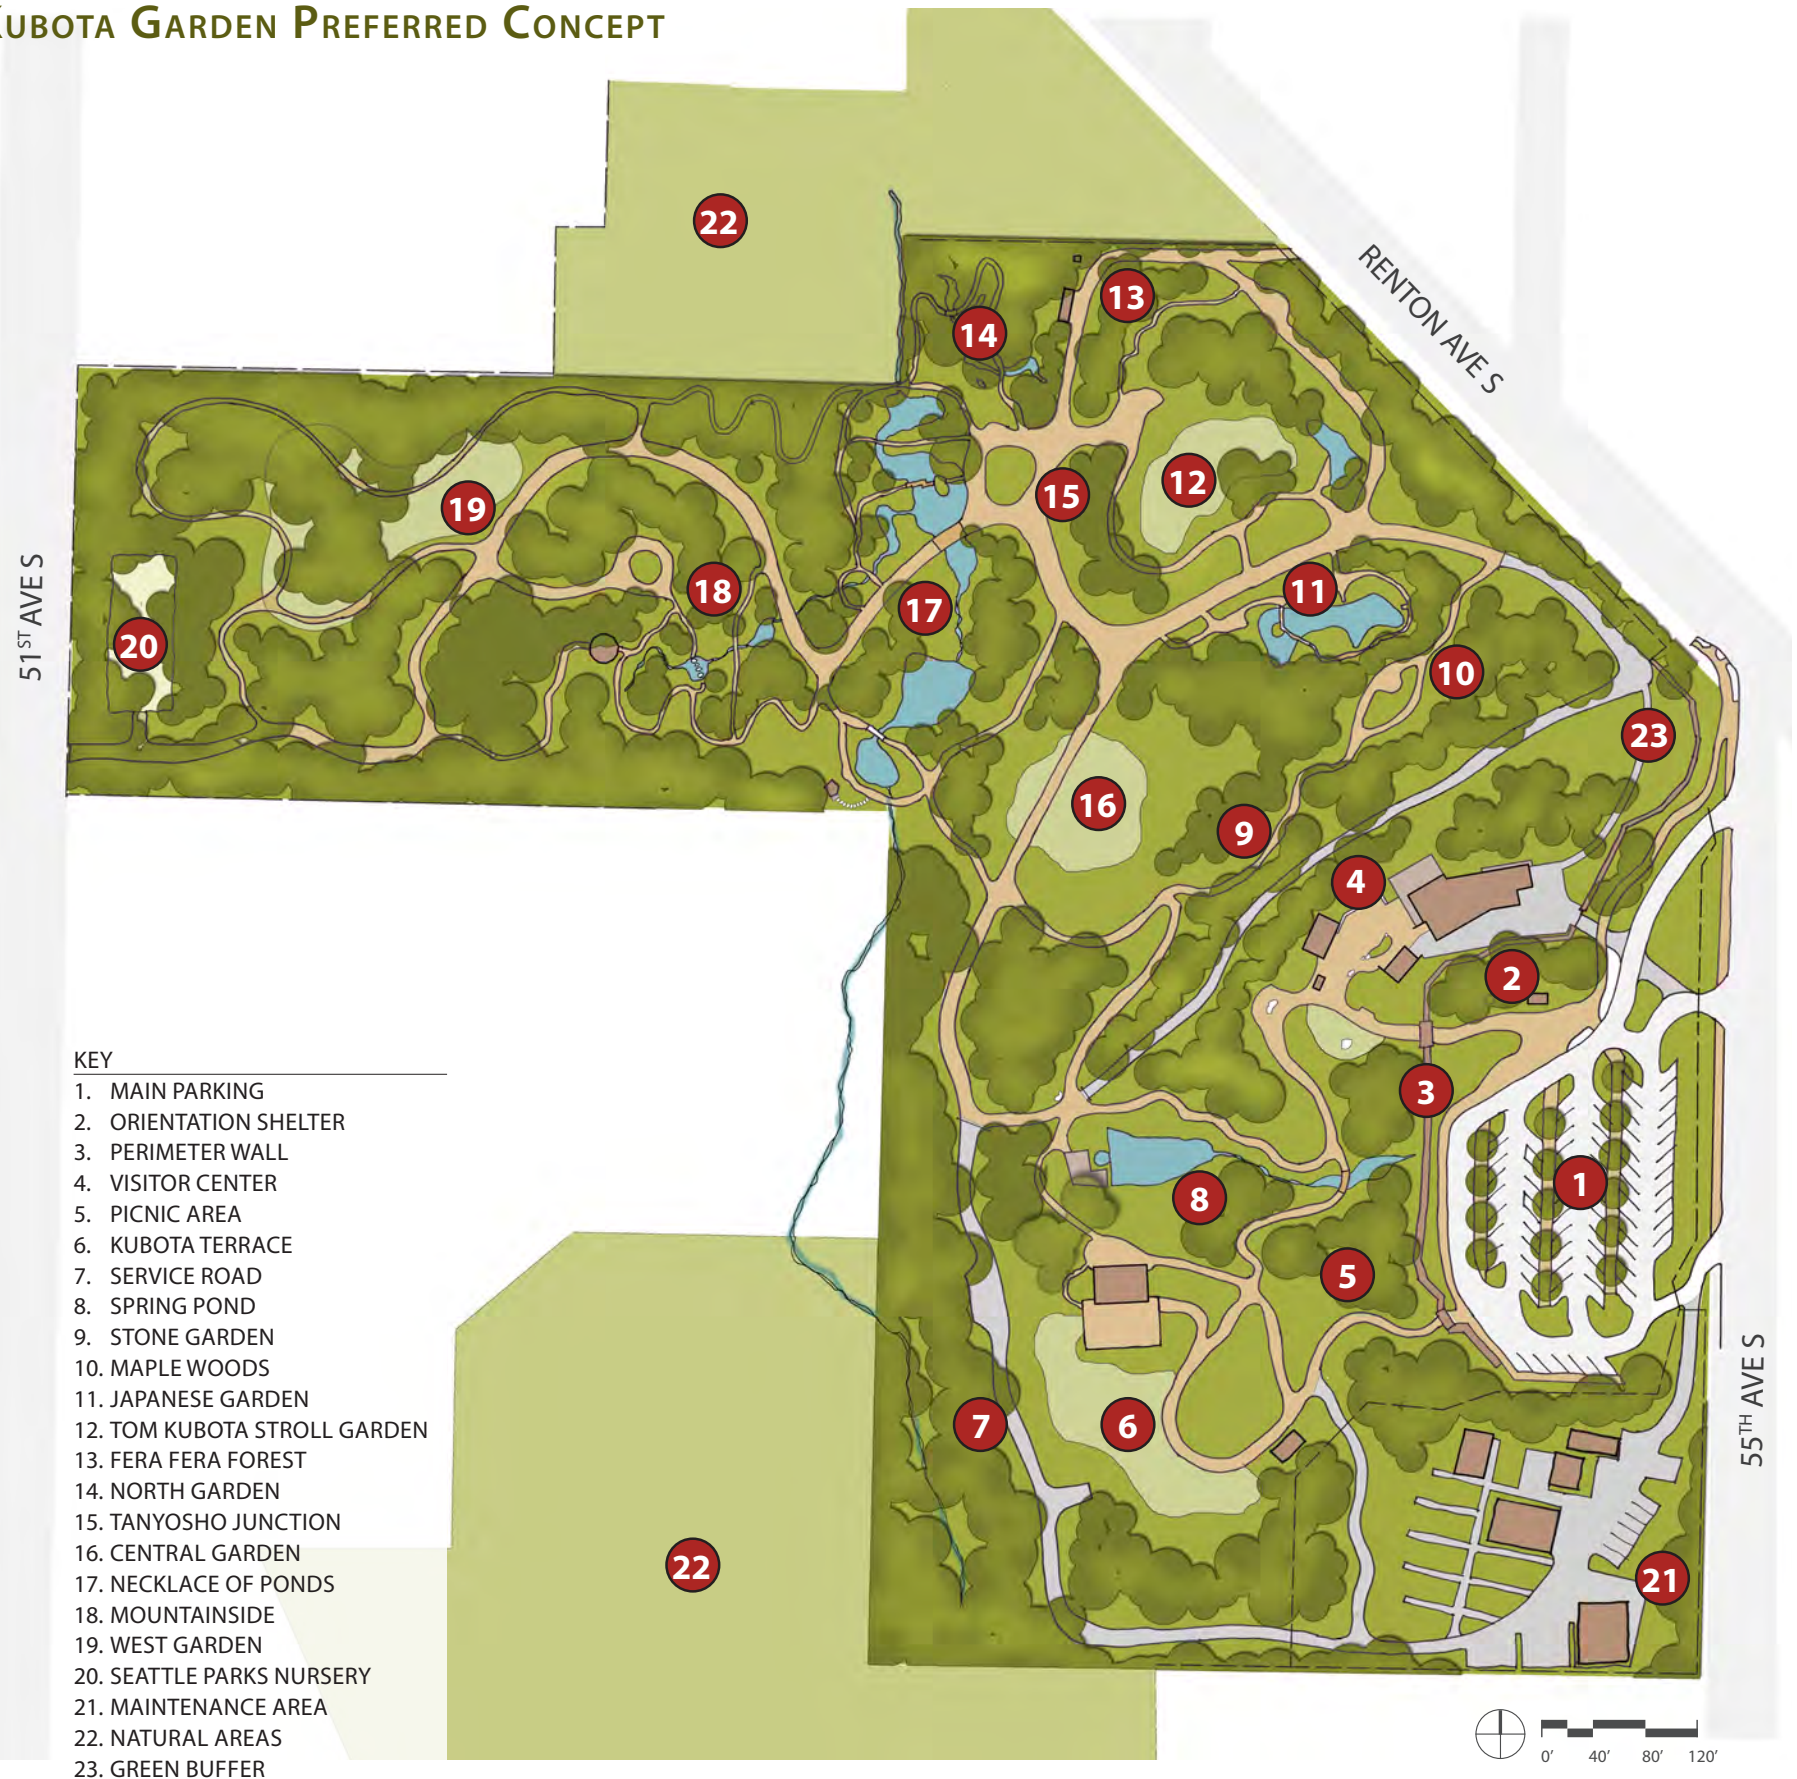 KUBOTA GARDEN PREFERRED CONCEPT
22
RENTON AVE S
13
14
12
15
19
11
18
17
51ST AVE S
20
10
23
16
9
4
2
3
1
8
5
7
6
22
21
55TH AVE S
KEY
1. MAIN PARKING
2. ORIENTATION SHELTER
3. PERIMETER WALL
4. VISITOR CENTER
5. PICNIC AREA
6. KUBOTA TERRACE
7. SERVICE ROAD
8. SPRING POND
9. STONE GARDEN
10. MAPLE WOODS
11. JAPANESE GARDEN
12. TOM KUBOTA STROLL GARDEN
13. FERA FERA FOREST
14. NORTH GARDEN
15. TANYOSHO JUNCTION
16. CENTRAL GARDEN
17. NECKLACE OF PONDS
18. MOUNTAINSIDE
19. WEST GARDEN
20. SEATTLE PARKS NURSERY
21. MAINTENANCE AREA
22. NATURAL AREAS
23. GREEN BUFFER
0' 40' 80' 120'